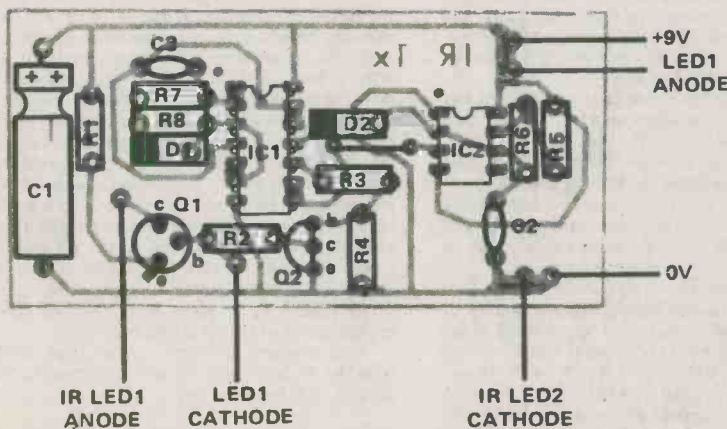 +9V
LED1
ANODE
IR Tx
C3
+ +
R7
R8
D1
D2
R1
IC1
IC2
R6
R5
C1
R3
C2
c Q1
R2
b
c
e
b
Q2
R4
0V
IR LED1
ANODE
LED1
CATHODE
IR LED2
CATHODE